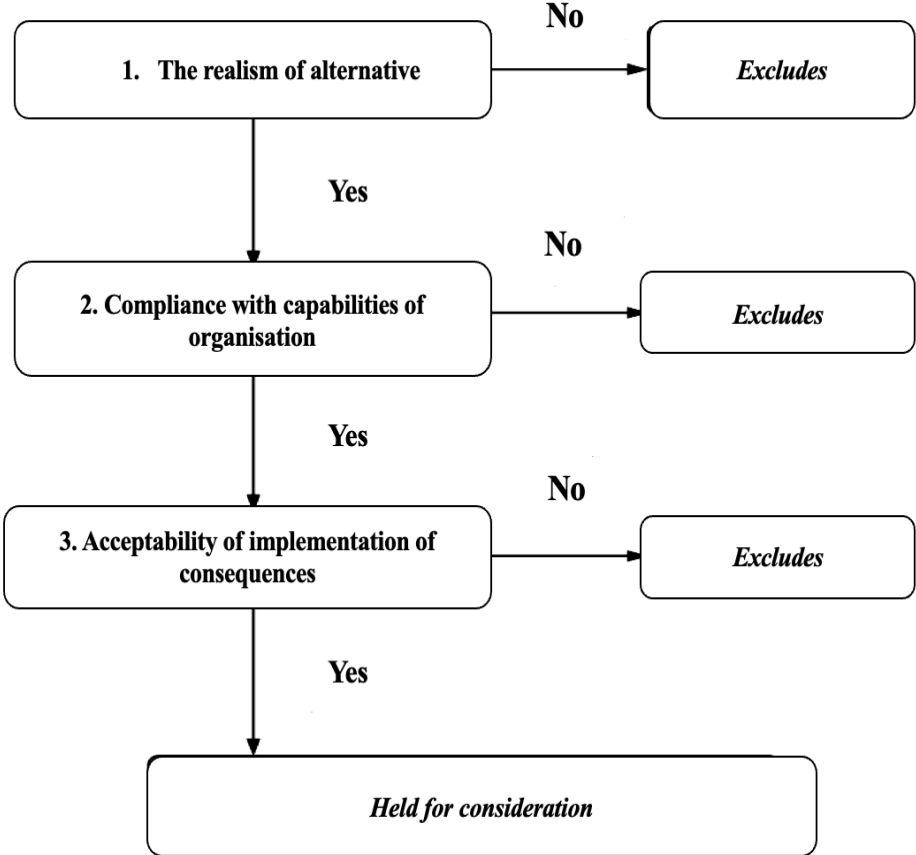 No
1. The realism of alternative
Excludes
Yes
No
2. Compliance with capabilities of
organisation
Excludes
Yes
No
3. Acceptability of implementation of
consequences
Excludes
Yes
Held for consideration